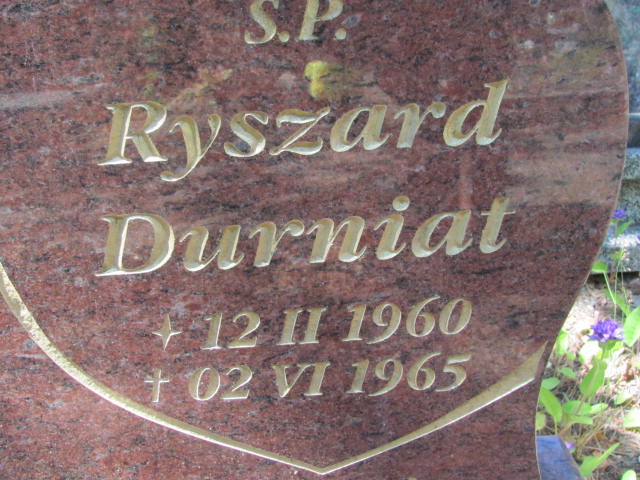 S.P.
Ryszard
Durniat
12 II 1960
✝ 02 VI 1965